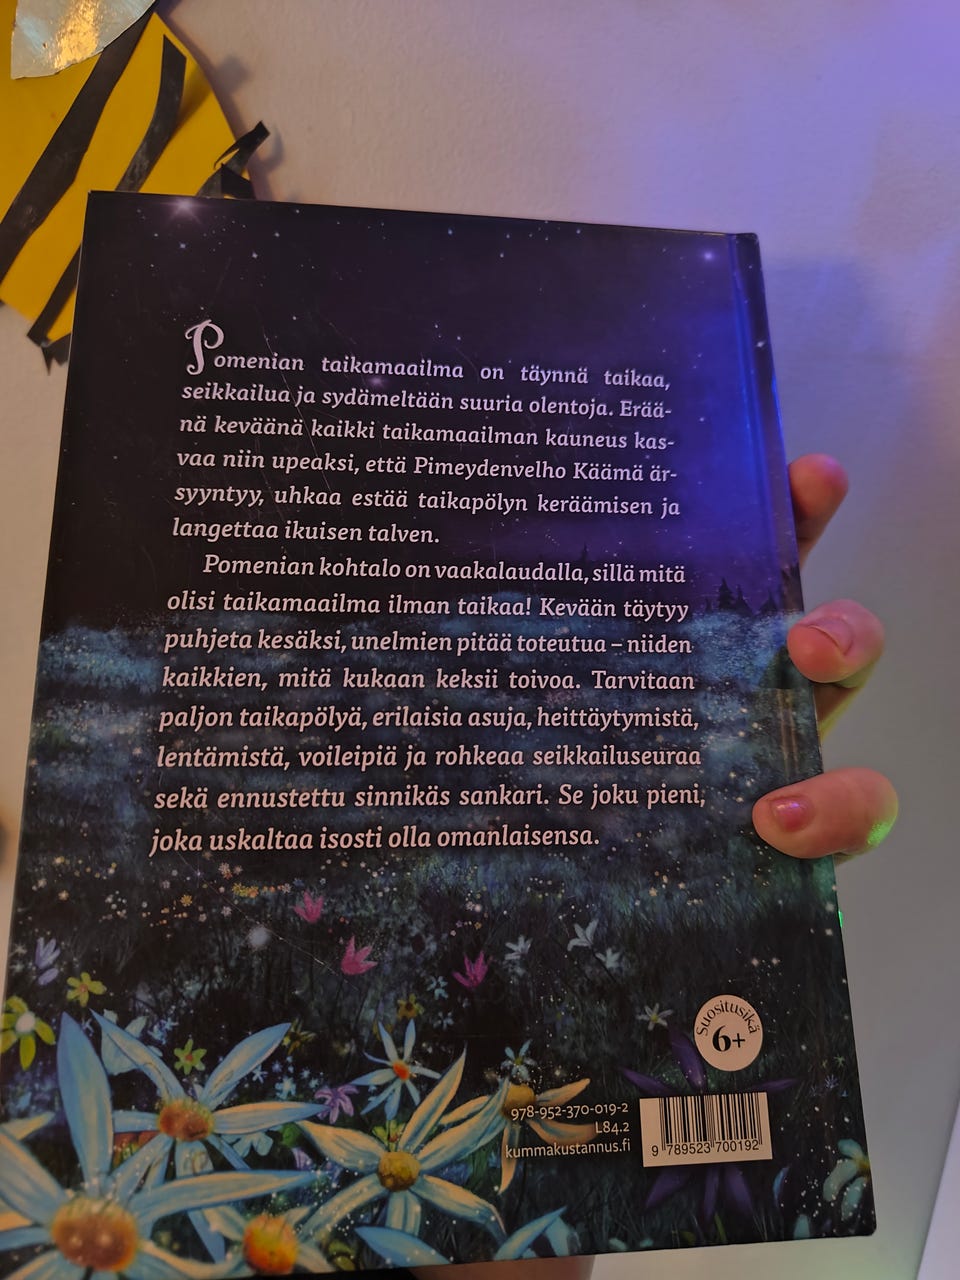 Pomenian taikamaailma on täynnä taikaa,
seikkailua ja sydämeltään suuria olentoja. Erää-
nä keväänä kaikki taikamaailman kauneus kas-
vaa niin upeaksi, että Pimeydenvelho Käämä är-
syyntyy, uhkaa estää taikapölyn keräämisen ja
langettaa ikuisen talven.
Pomenian kohtalo on vaakalaudalla, sillä mitä
olisi taikamaailma ilman taikaa! Kevään täytyy
puhjeta kesäksi, unelmien pitää toteutua – niiden
kaikkien, mitä kukaan keksii toivoa. Tarvitaan
paljon taikapölyä, erilaisia asuja, heittäytymistä,
lentämistä, voileipiä ja rohkeaa seikkailuseuraa
sekä ennustettu sinnikäs sankari. Se joku pieni,
joka uskaltaa isosti olla omanlaisensa.
Suositusikä
6+
978-952-370-019-2
L84.2
kummakustannus.fi
9 789523 700192